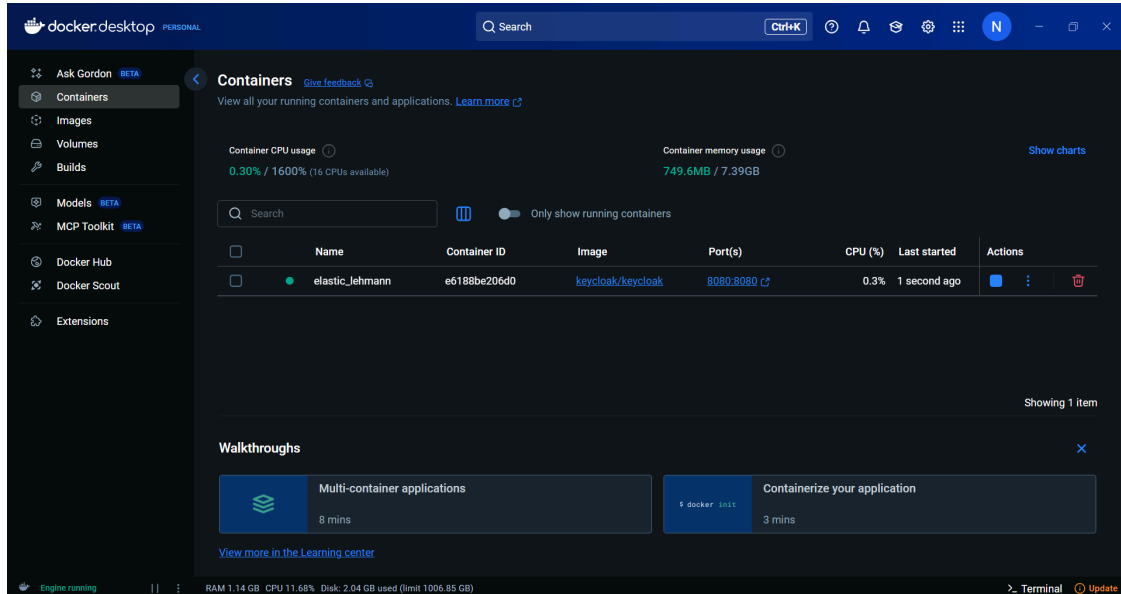 docker.desktop PERSONAL
Search Ctrl+K N
Ask Gordon BETA
Containers
Images
Volumes
Builds
Models BETA
MCP Toolkit BETA
Docker Hub
Docker Scout
Extensions
Containers Give feedback
View all your running containers and applications. Learn more
Container CPU usage
0.30% / 1600% (16 CPUs available)
Container memory usage
749.6MB / 7.39GB
Show charts
Search
Only show running containers
Name Container ID Image Port(s) CPU (%) Last started Actions
elastic_lehmann e6188be206d0 keycloak/keycloak 8080:8080 0.3% 1 second ago
Showing 1 item
Walkthroughs
Multi-container applications
8 mins
$ docker init
Containerize your application
3 mins
View more in the Learning center
Engine running RAM 1.14 GB CPU 11.68% Disk: 2.04 GB used (limit 1006.85 GB) >_ Terminal Update